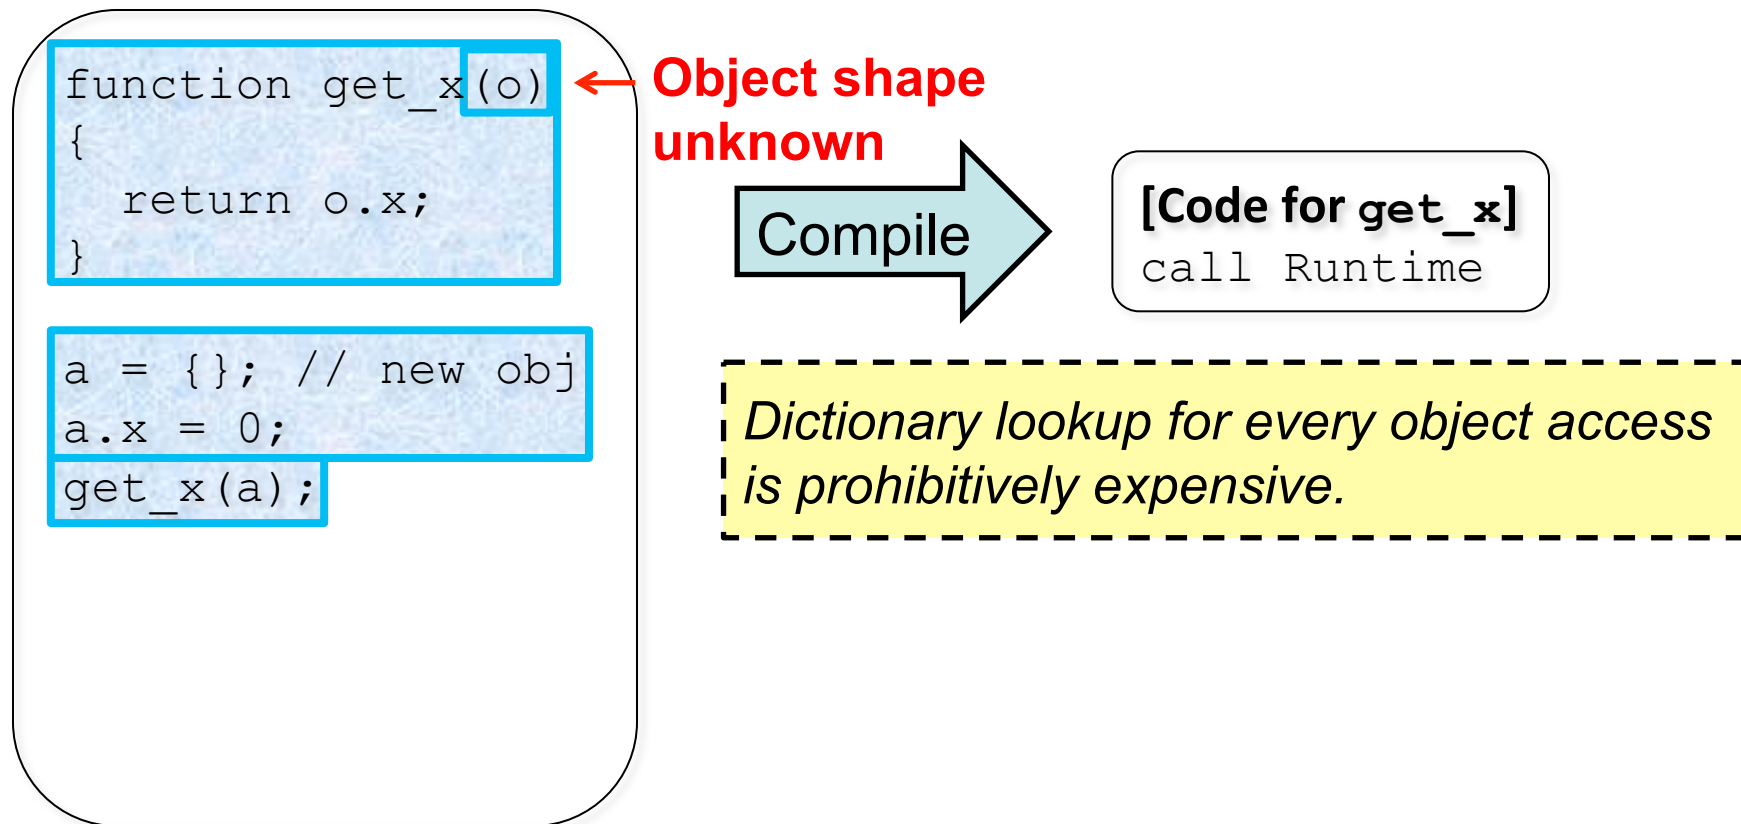 function get_x(o)
{
  return o.x;
}
a = {}; // new obj
a.x = 0;
get_x(a);
Object shape
unknown
Compile
[Code for get_x]
call Runtime
Dictionary lookup for every object access
is prohibitively expensive.